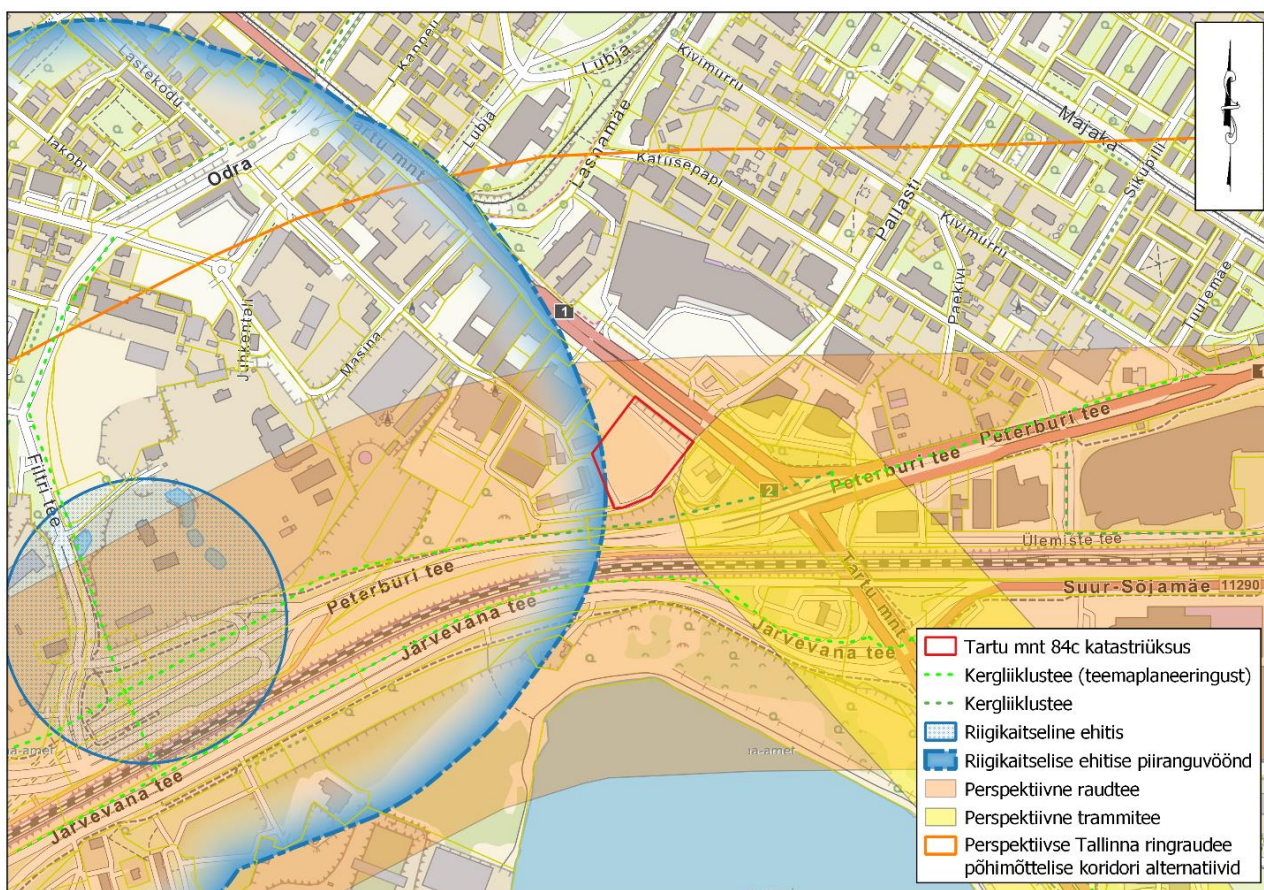 Lastekodu
J. Kappeli
Lubja
Lubja
Kivimurru
Majaka
Sikupilli
Tartu mnt
Lasnamäe
Katusepapi
Pallasti
Kivimurru
Jakobi
Odra
Paekivi
Tuulemäe
Juhkentali
Masina
1
1
Filtri tee
Peterburi tee
2
Peterburi tee
Ülemiste tee
Peterburi tee
Järvevana tee
Tartu mnt
Suur-Sõjamäe
11290
Järvevana tee
Järvevana tee
Tartu mnt 84c katastriüksus
Kergliiklustee (teemaplaneeringust)
Kergliiklustee
Riigikaitseline ehitis
Riigikaitselise ehitise piiranguvöönd
Perspektiivne raudtee
Perspektiivne trammitee
Perspektiivse Tallinna ringraudee
põhimõttelise koridori alternatiivid